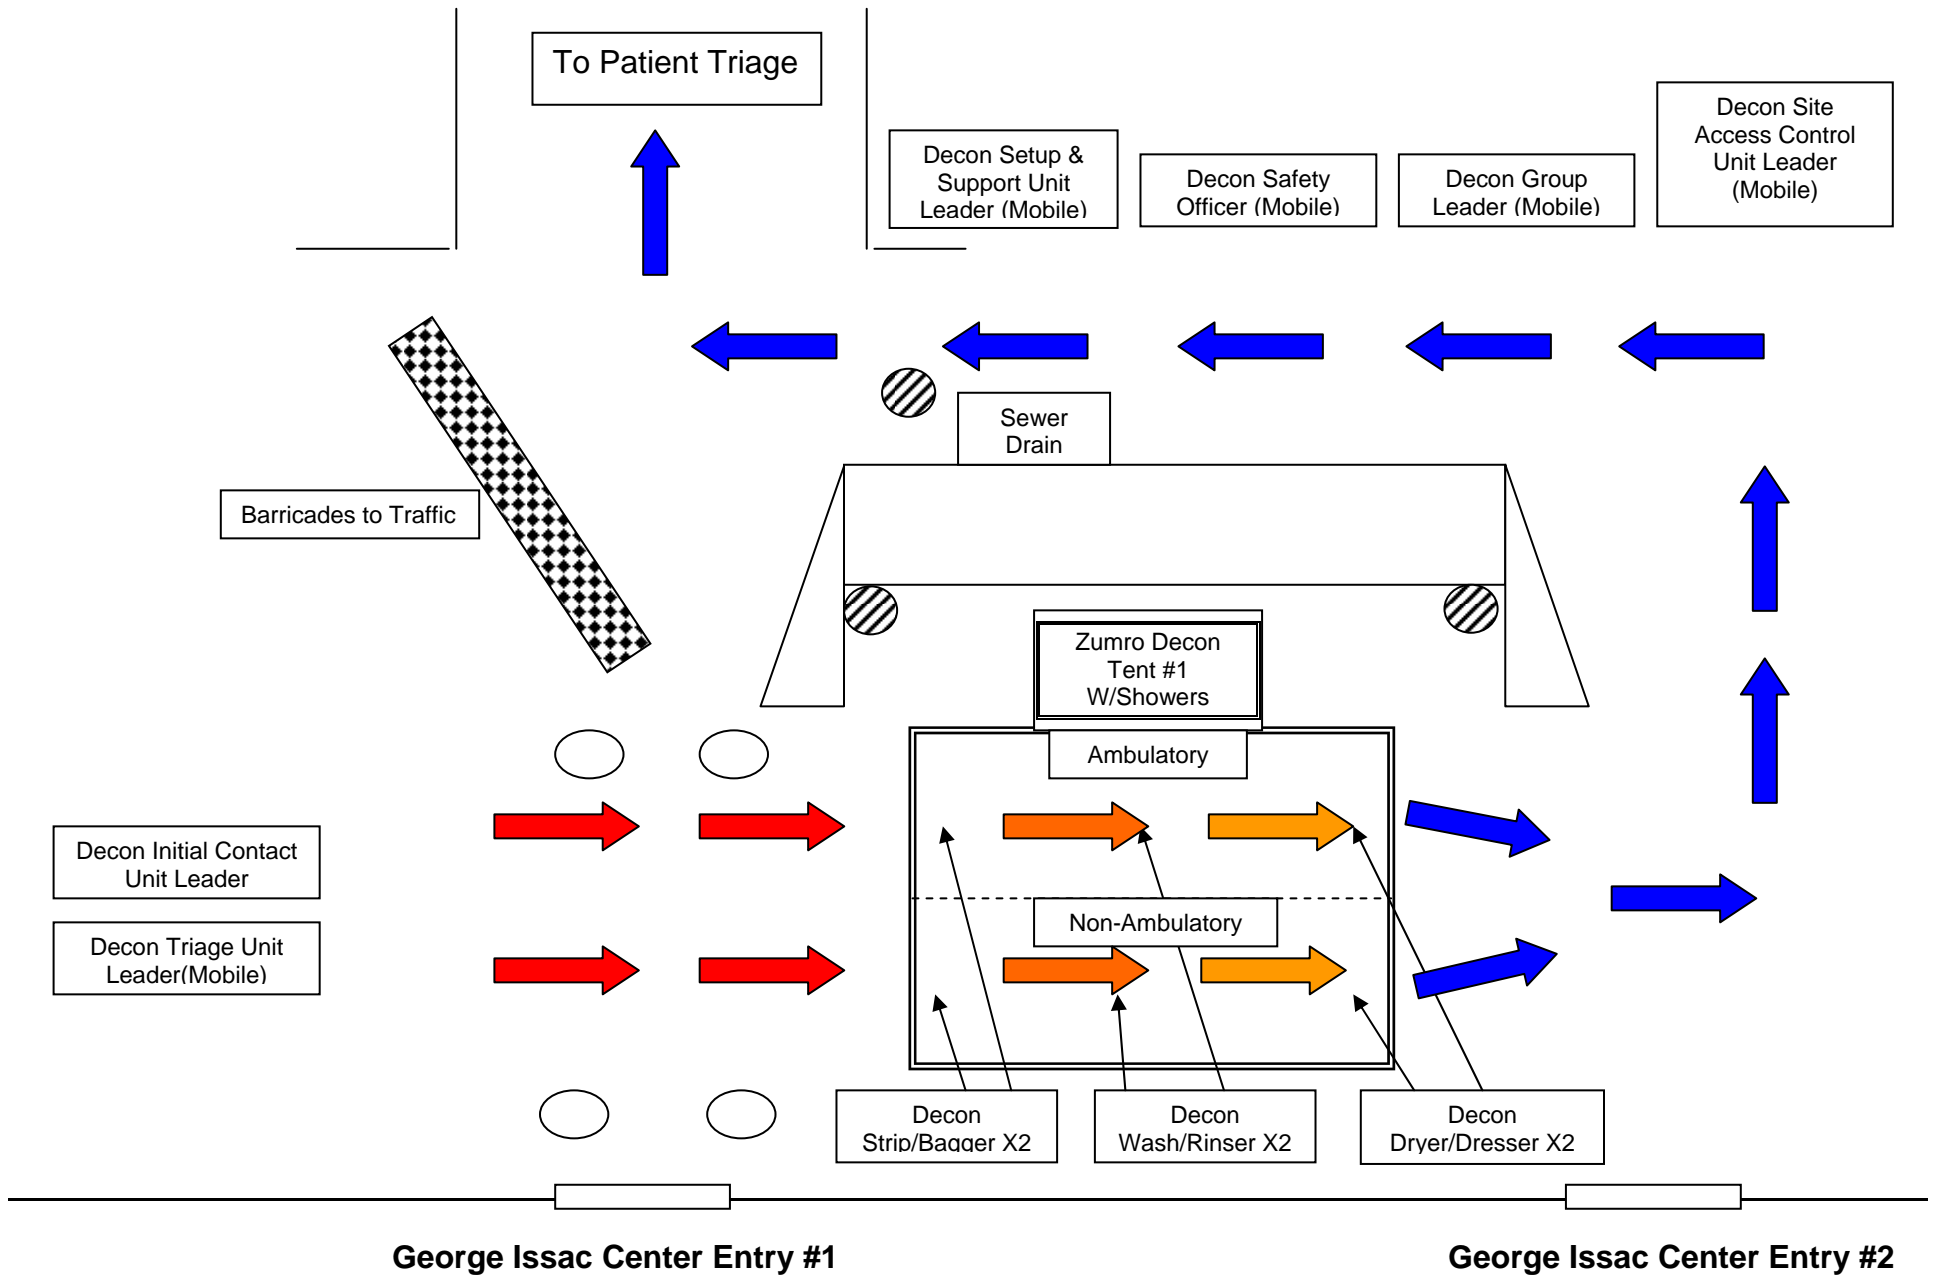 To Patient Triage
Decon Setup &
Support Unit
Leader (Mobile)
Decon Safety
Officer (Mobile)
Decon Group
Leader (Mobile)
Decon Site
Access Control
Unit Leader
(Mobile)
Sewer
Drain
Barricades to Traffic
Zumro Decon
Tent #1
W/Showers
Ambulatory
Decon Initial Contact
Unit Leader
Non-Ambulatory
Decon Triage Unit
Leader(Mobile)
Decon
Strip/Bagger X2
Decon
Wash/Rinser X2
Decon
Dryer/Dresser X2
George Issac Center Entry #1
George Issac Center Entry #2